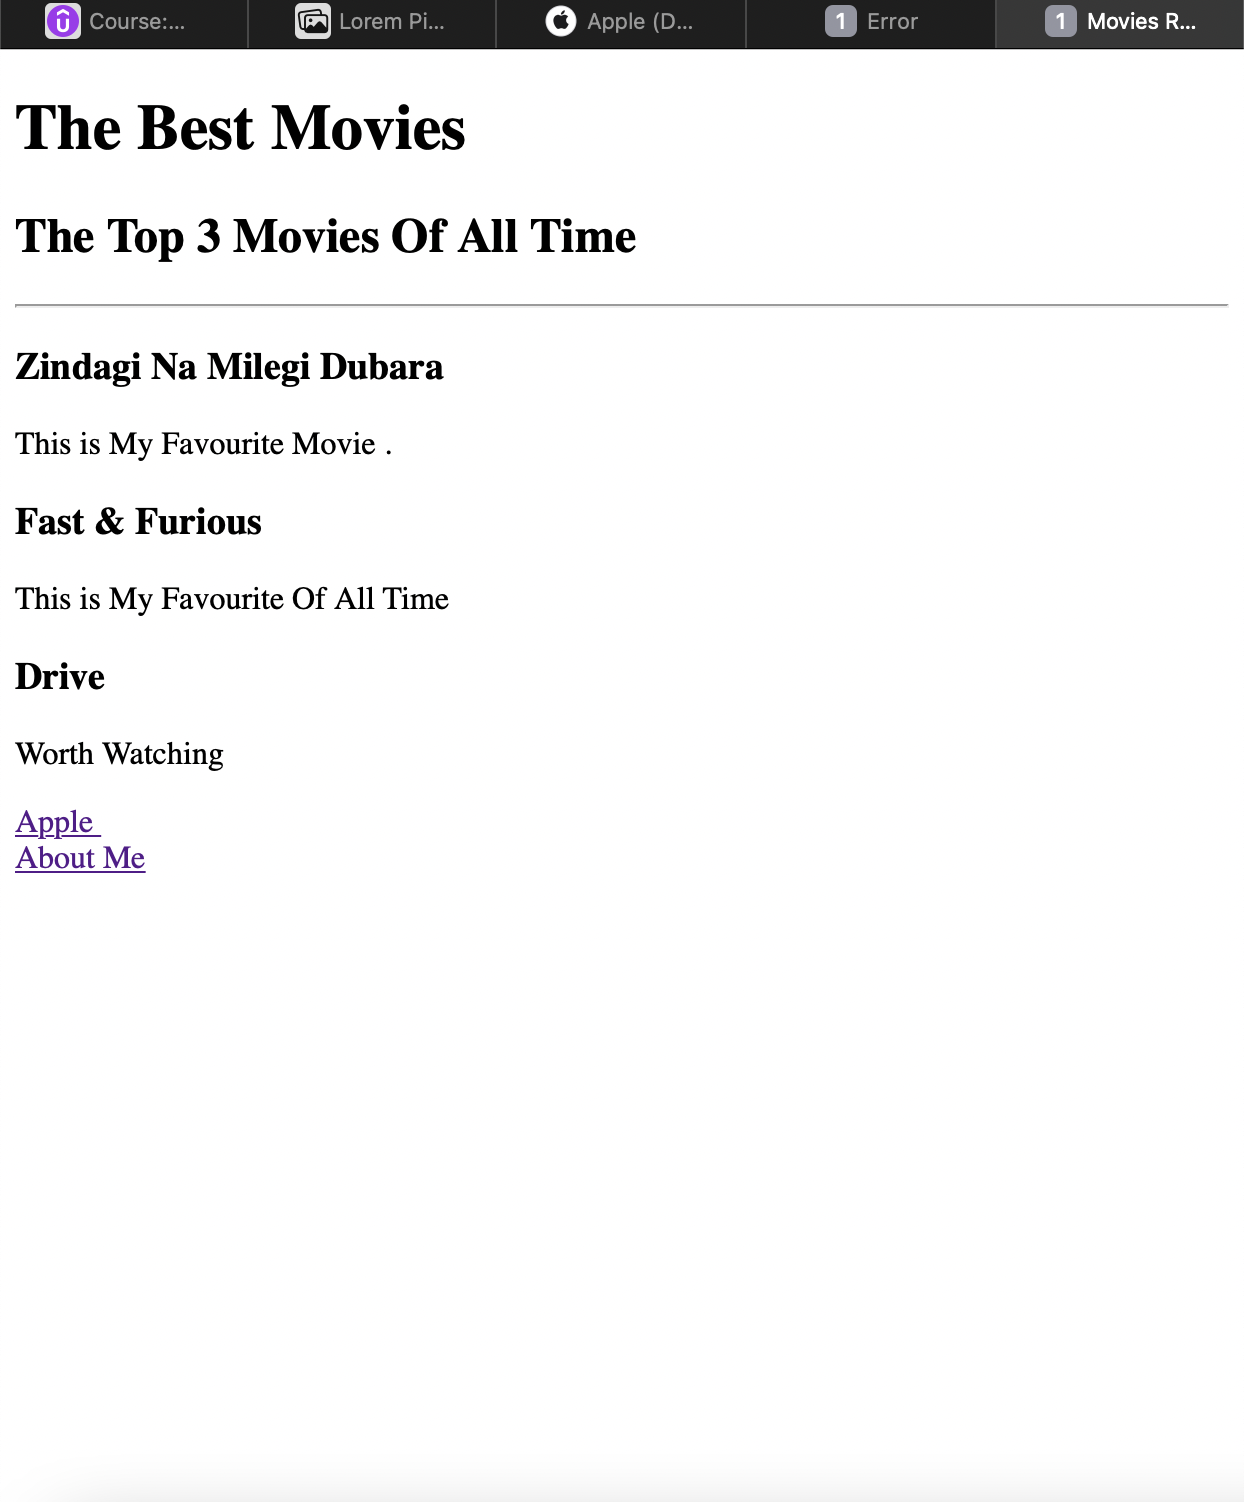 Course:...
Lorem Pi...
Apple (D...
1 Error
1 Movies R...
The Best Movies
The Top 3 Movies Of All Time
Zindagi Na Milegi Dubara
This is My Favourite Movie .
Fast & Furious
This is My Favourite Of All Time
Drive
Worth Watching
Apple
About Me